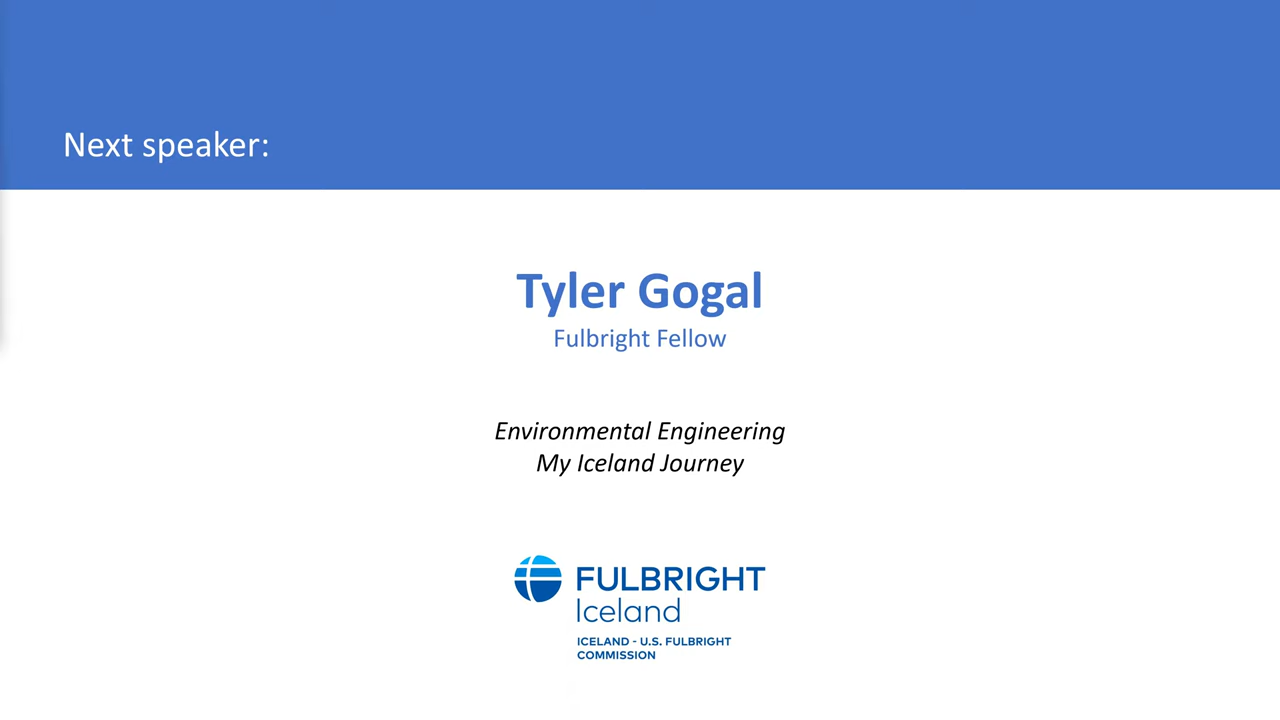 Next speaker:
Tyler Gogal
Fulbright Fellow
Environmental Engineering
My Iceland Journey
FULBRIGHT
Iceland
ICELAND - U.S. FULBRIGHT
COMMISSION